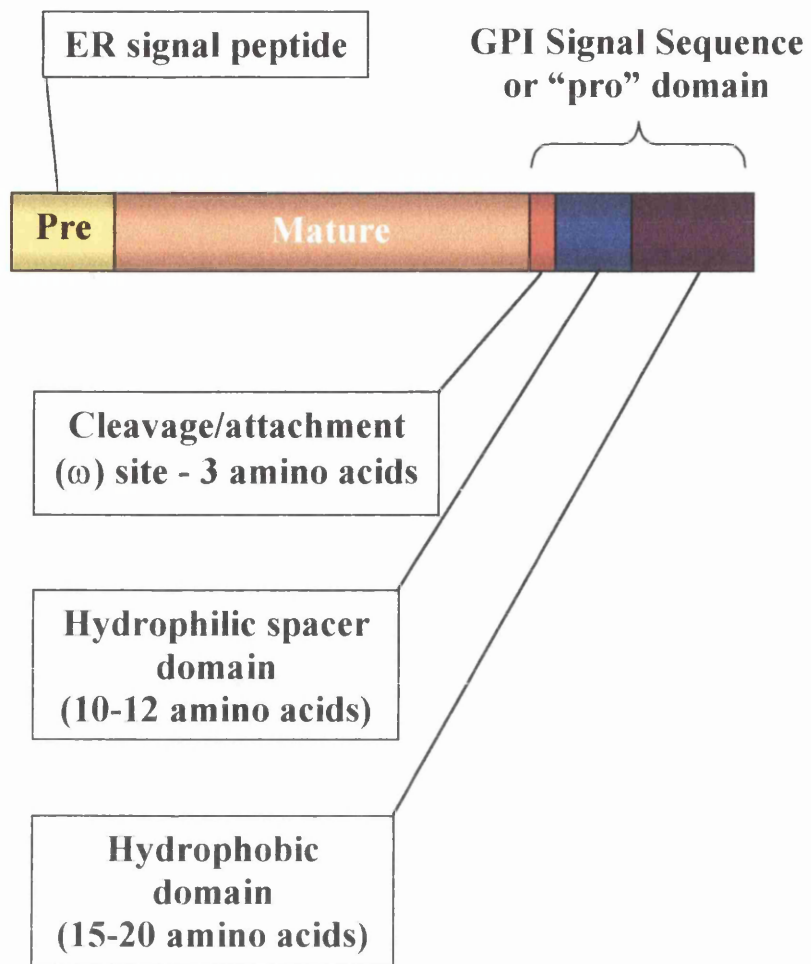 ER signal peptide
GPI Signal Sequence
or “pro” domain
Pre
Mature
Cleavage/attachment
(ω) site - 3 amino acids
Hydrophilic spacer
domain
(10-12 amino acids)
Hydrophobic
domain
(15-20 amino acids)